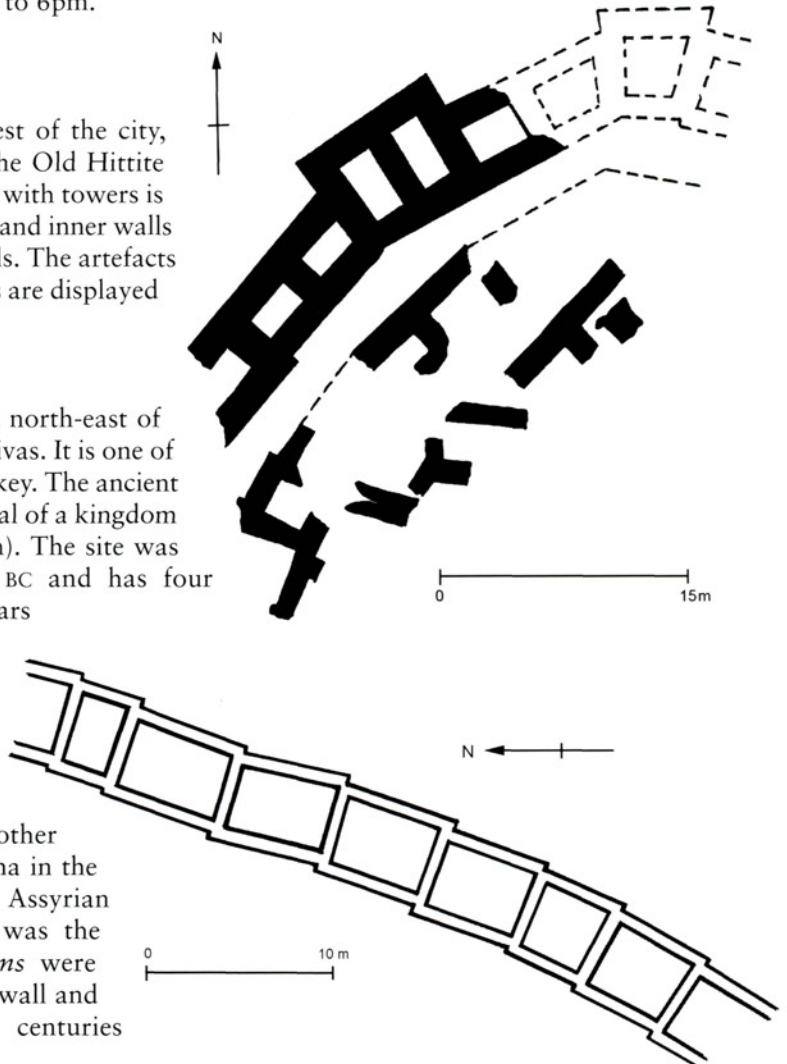 to 6pm.
N
est of the city,
he Old Hittite
with towers is
and inner walls
ls. The artefacts
s are displayed
north-east of
ivas. It is one of
key. The ancient
al of a kingdom
n). The site was
BC and has four
ars
0 15m
N
other
na in the
Assyrian
was the
ns were
wall and
centuries
0 10 m